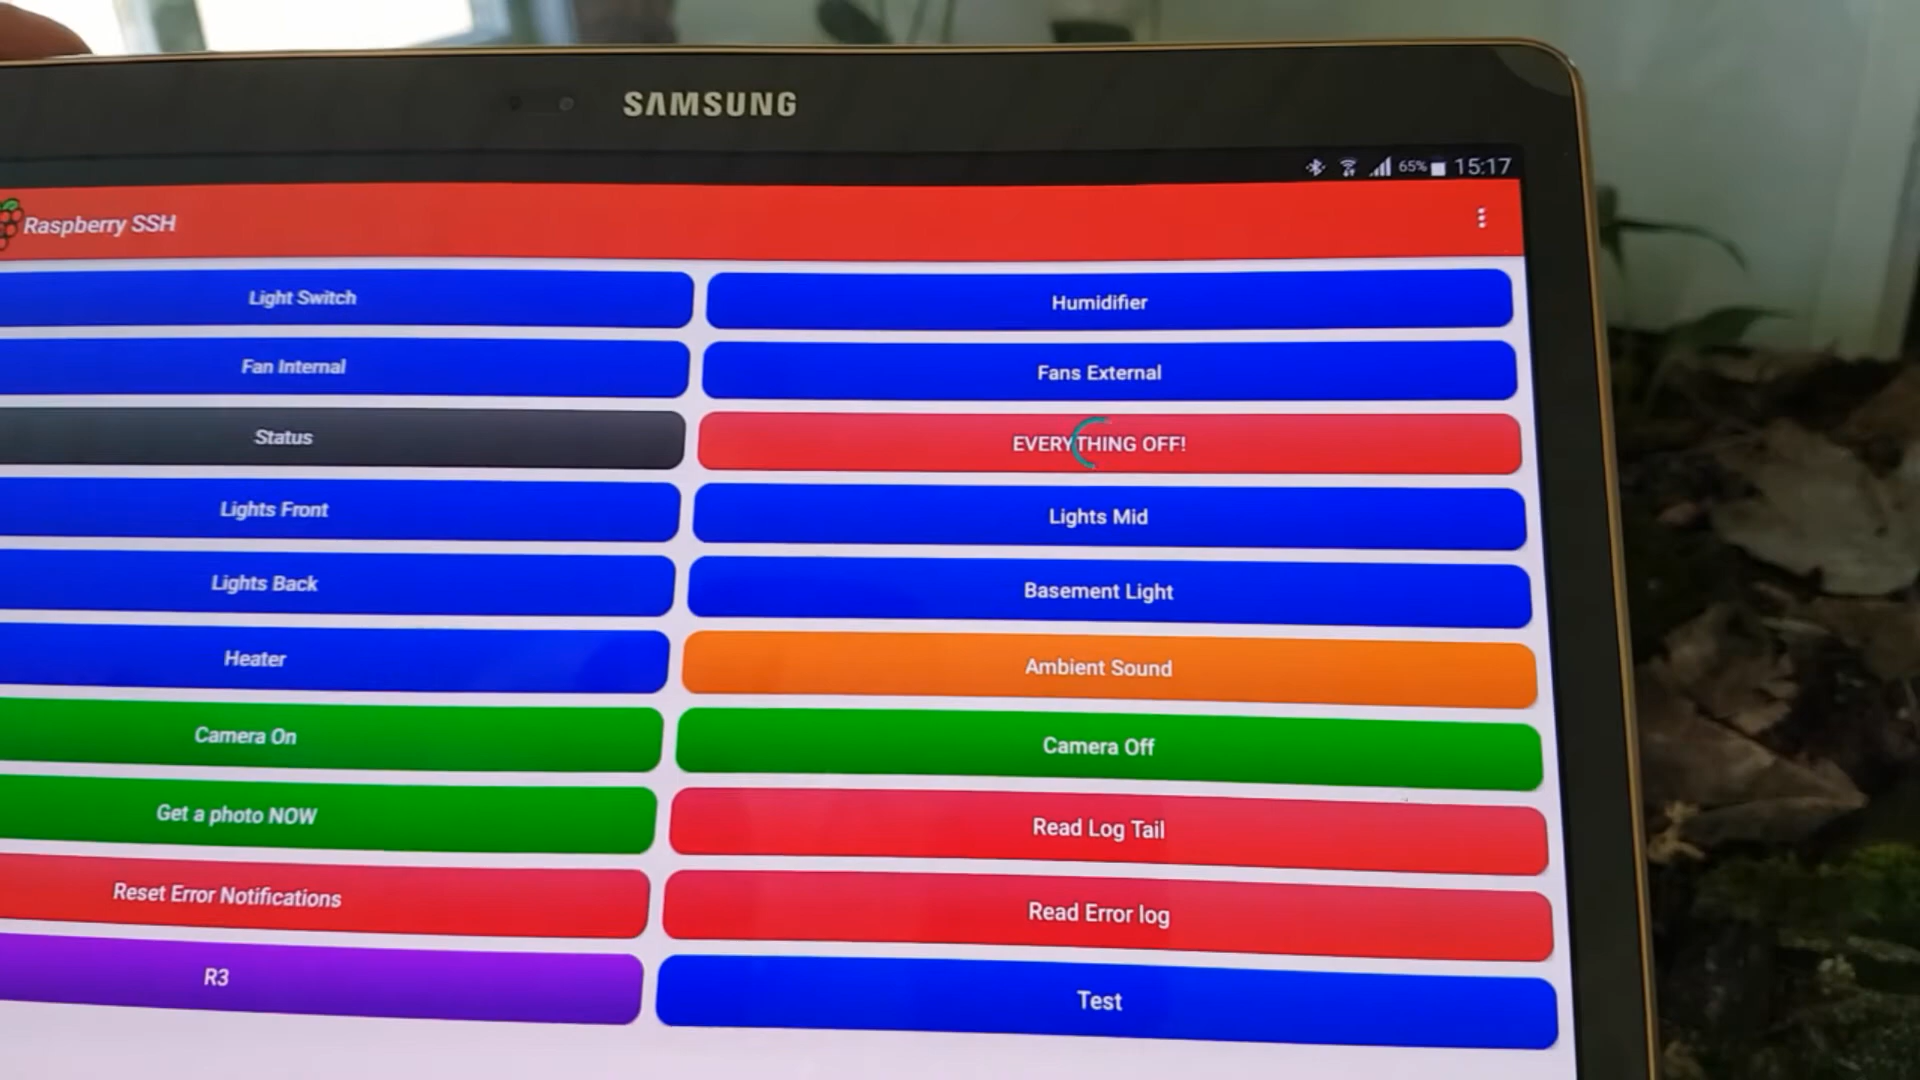 SAMSUNG
65% 15:17
Raspberry SSH
Light Switch
Humidifier
Fan Internal
Fans External
Status
EVERYTHING OFF!
Lights Front
Lights Mid
Lights Back
Basement Light
Heater
Ambient Sound
Camera On
Camera Off
Get a photo NOW
Read Log Tail
Reset Error Notifications
Read Error log
R3
Test